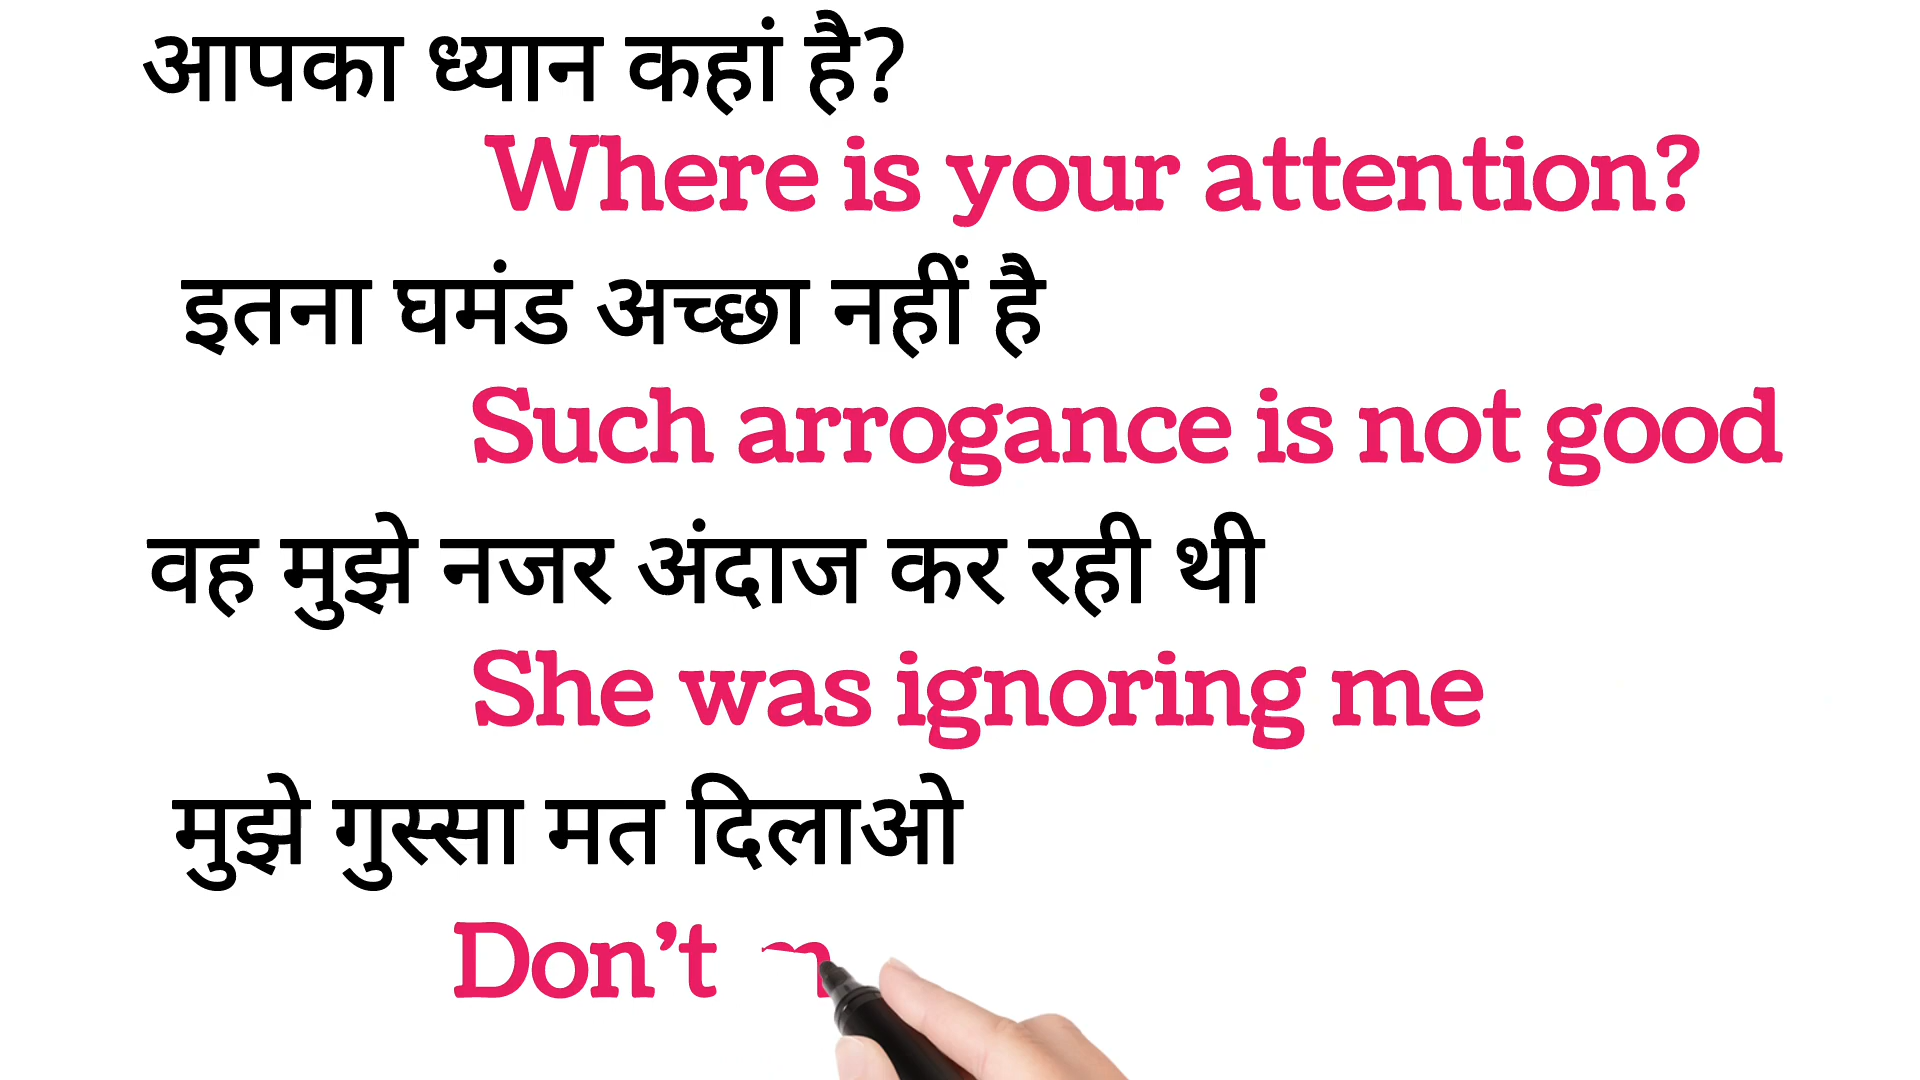 आपका ध्यान कहां है?
Where is your attention?
इतना घमंड अच्छा नहीं है
Such arrogance is not good
वह मुझे नजर अंदाज कर रही थी
She was ignoring me
मुझे गुस्सा मत दिलाओ
Don't